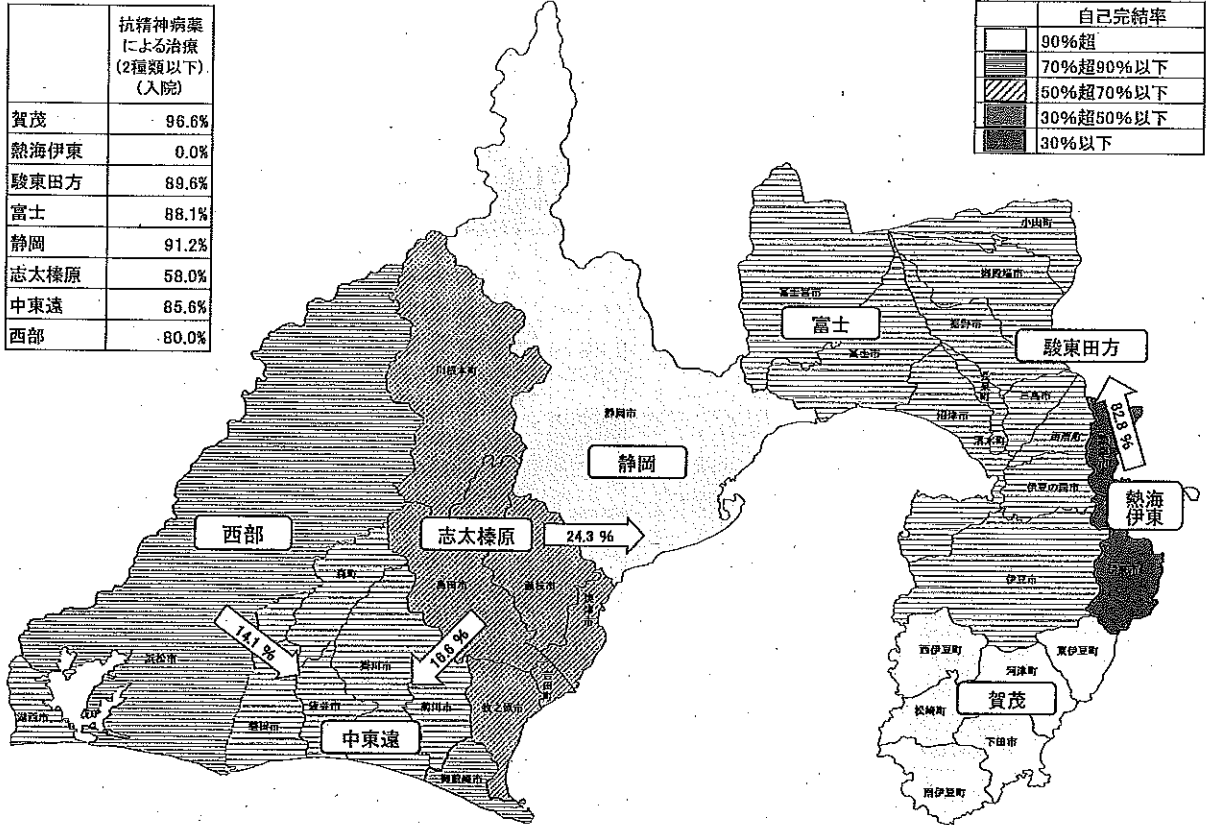 抗精神病薬
による治療
(2種類以下)
(入院)
賀茂 96.6%
熱海伊東 0.0%
駿東田方 89.6%
富士 88.1%
静岡 91.2%
志太榛原 58.0%
中東遠 85.6%
西部 80.0%
自己完結率
90%超
70%超90%以下
50%超70%以下
30%超50%以下
30%以下
小山町
御殿場市
富士宮市
富士
裾野市
駿東田方
富士市
長泉町
三島市
川根本町
沼津市
82.8 %
静岡市
清水町
函南町
静岡
伊豆の国市
熱海
伊東
西部
志太榛原
24.3 %
森町
島田市
藤枝市
焼津市
伊豆市
14.1 %
16.6 %
浜松市
掛川市
西伊豆町
東伊豆町
河津町
吉田町
賀茂
湖西市
磐田市
袋井市
菊川市
牧之原市
松崎町
中東遠
下田市
御前崎市
南伊豆町